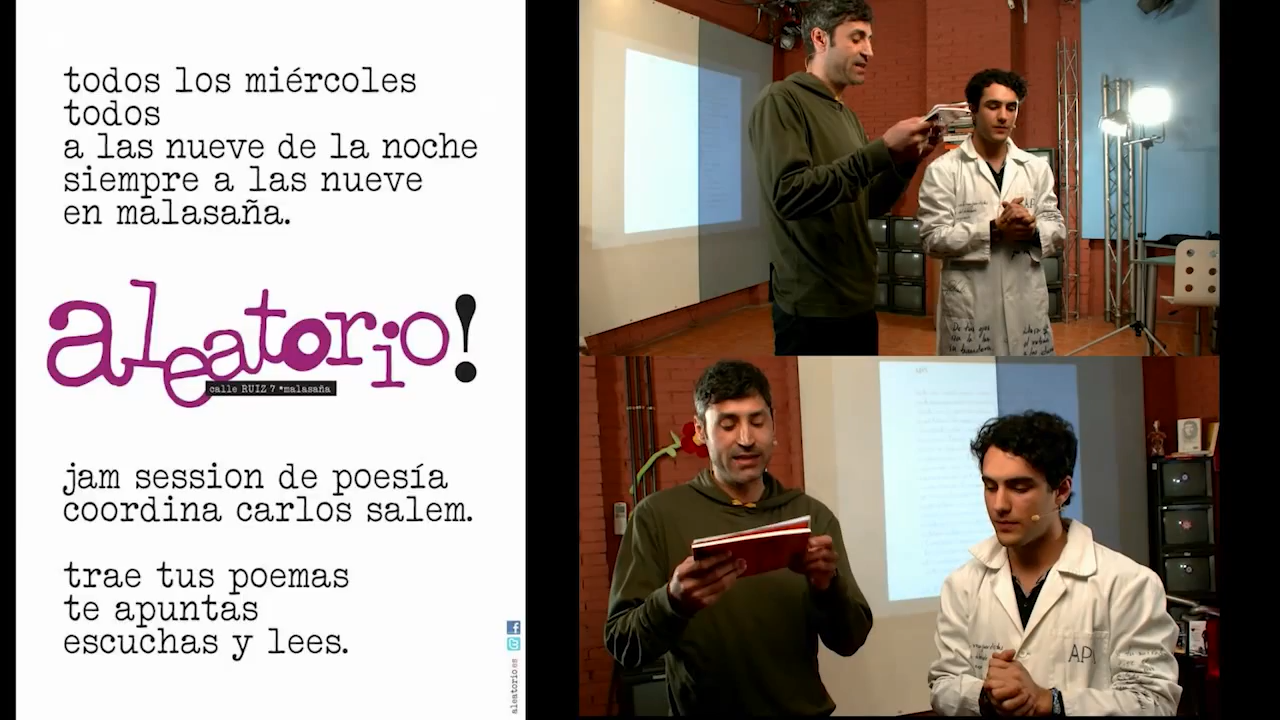 todos los miércoles
todos
a las nueve de la noche
siempre a las nueve
en malasaña.
aleatorio!
calle RUIZ 7 *malasaña
jam session de poesía
coordina carlos salem.
trae tus poemas
te apuntas
escuchas y lees.
aleatorio.es